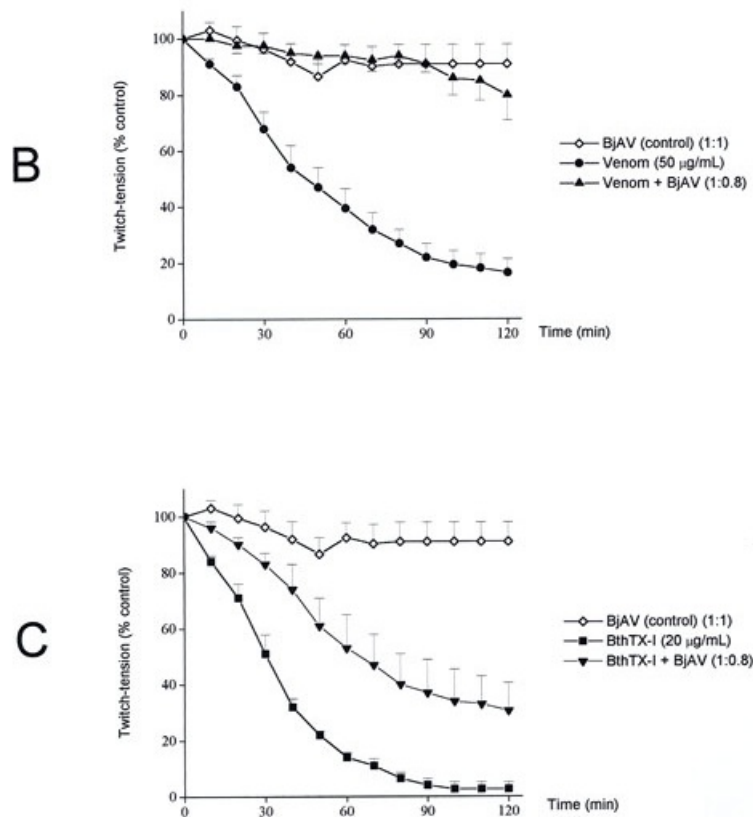 B
Twitch-tension (% control)
100
80
60
40
20
0
0 30 60 90 120
Time (min)
BjAV (control) (1:1)
Venom (50 µg/mL)
Venom + BjAV (1:0.8)
C
Twitch-tension (% control)
100
80
60
40
20
0
0 30 60 90 120
Time (min)
BjAV (control) (1:1)
BthTX-I (20 µg/mL)
BthTX-I + BjAV (1:0.8)